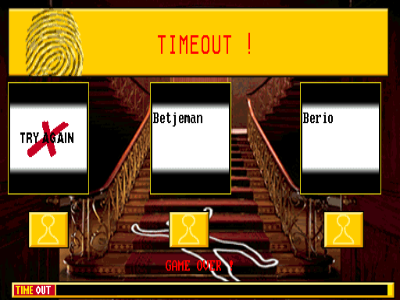 TIMEOUT !
TRY AGAIN
Betjeman
Berio
GAME OVER !
TIME OUT